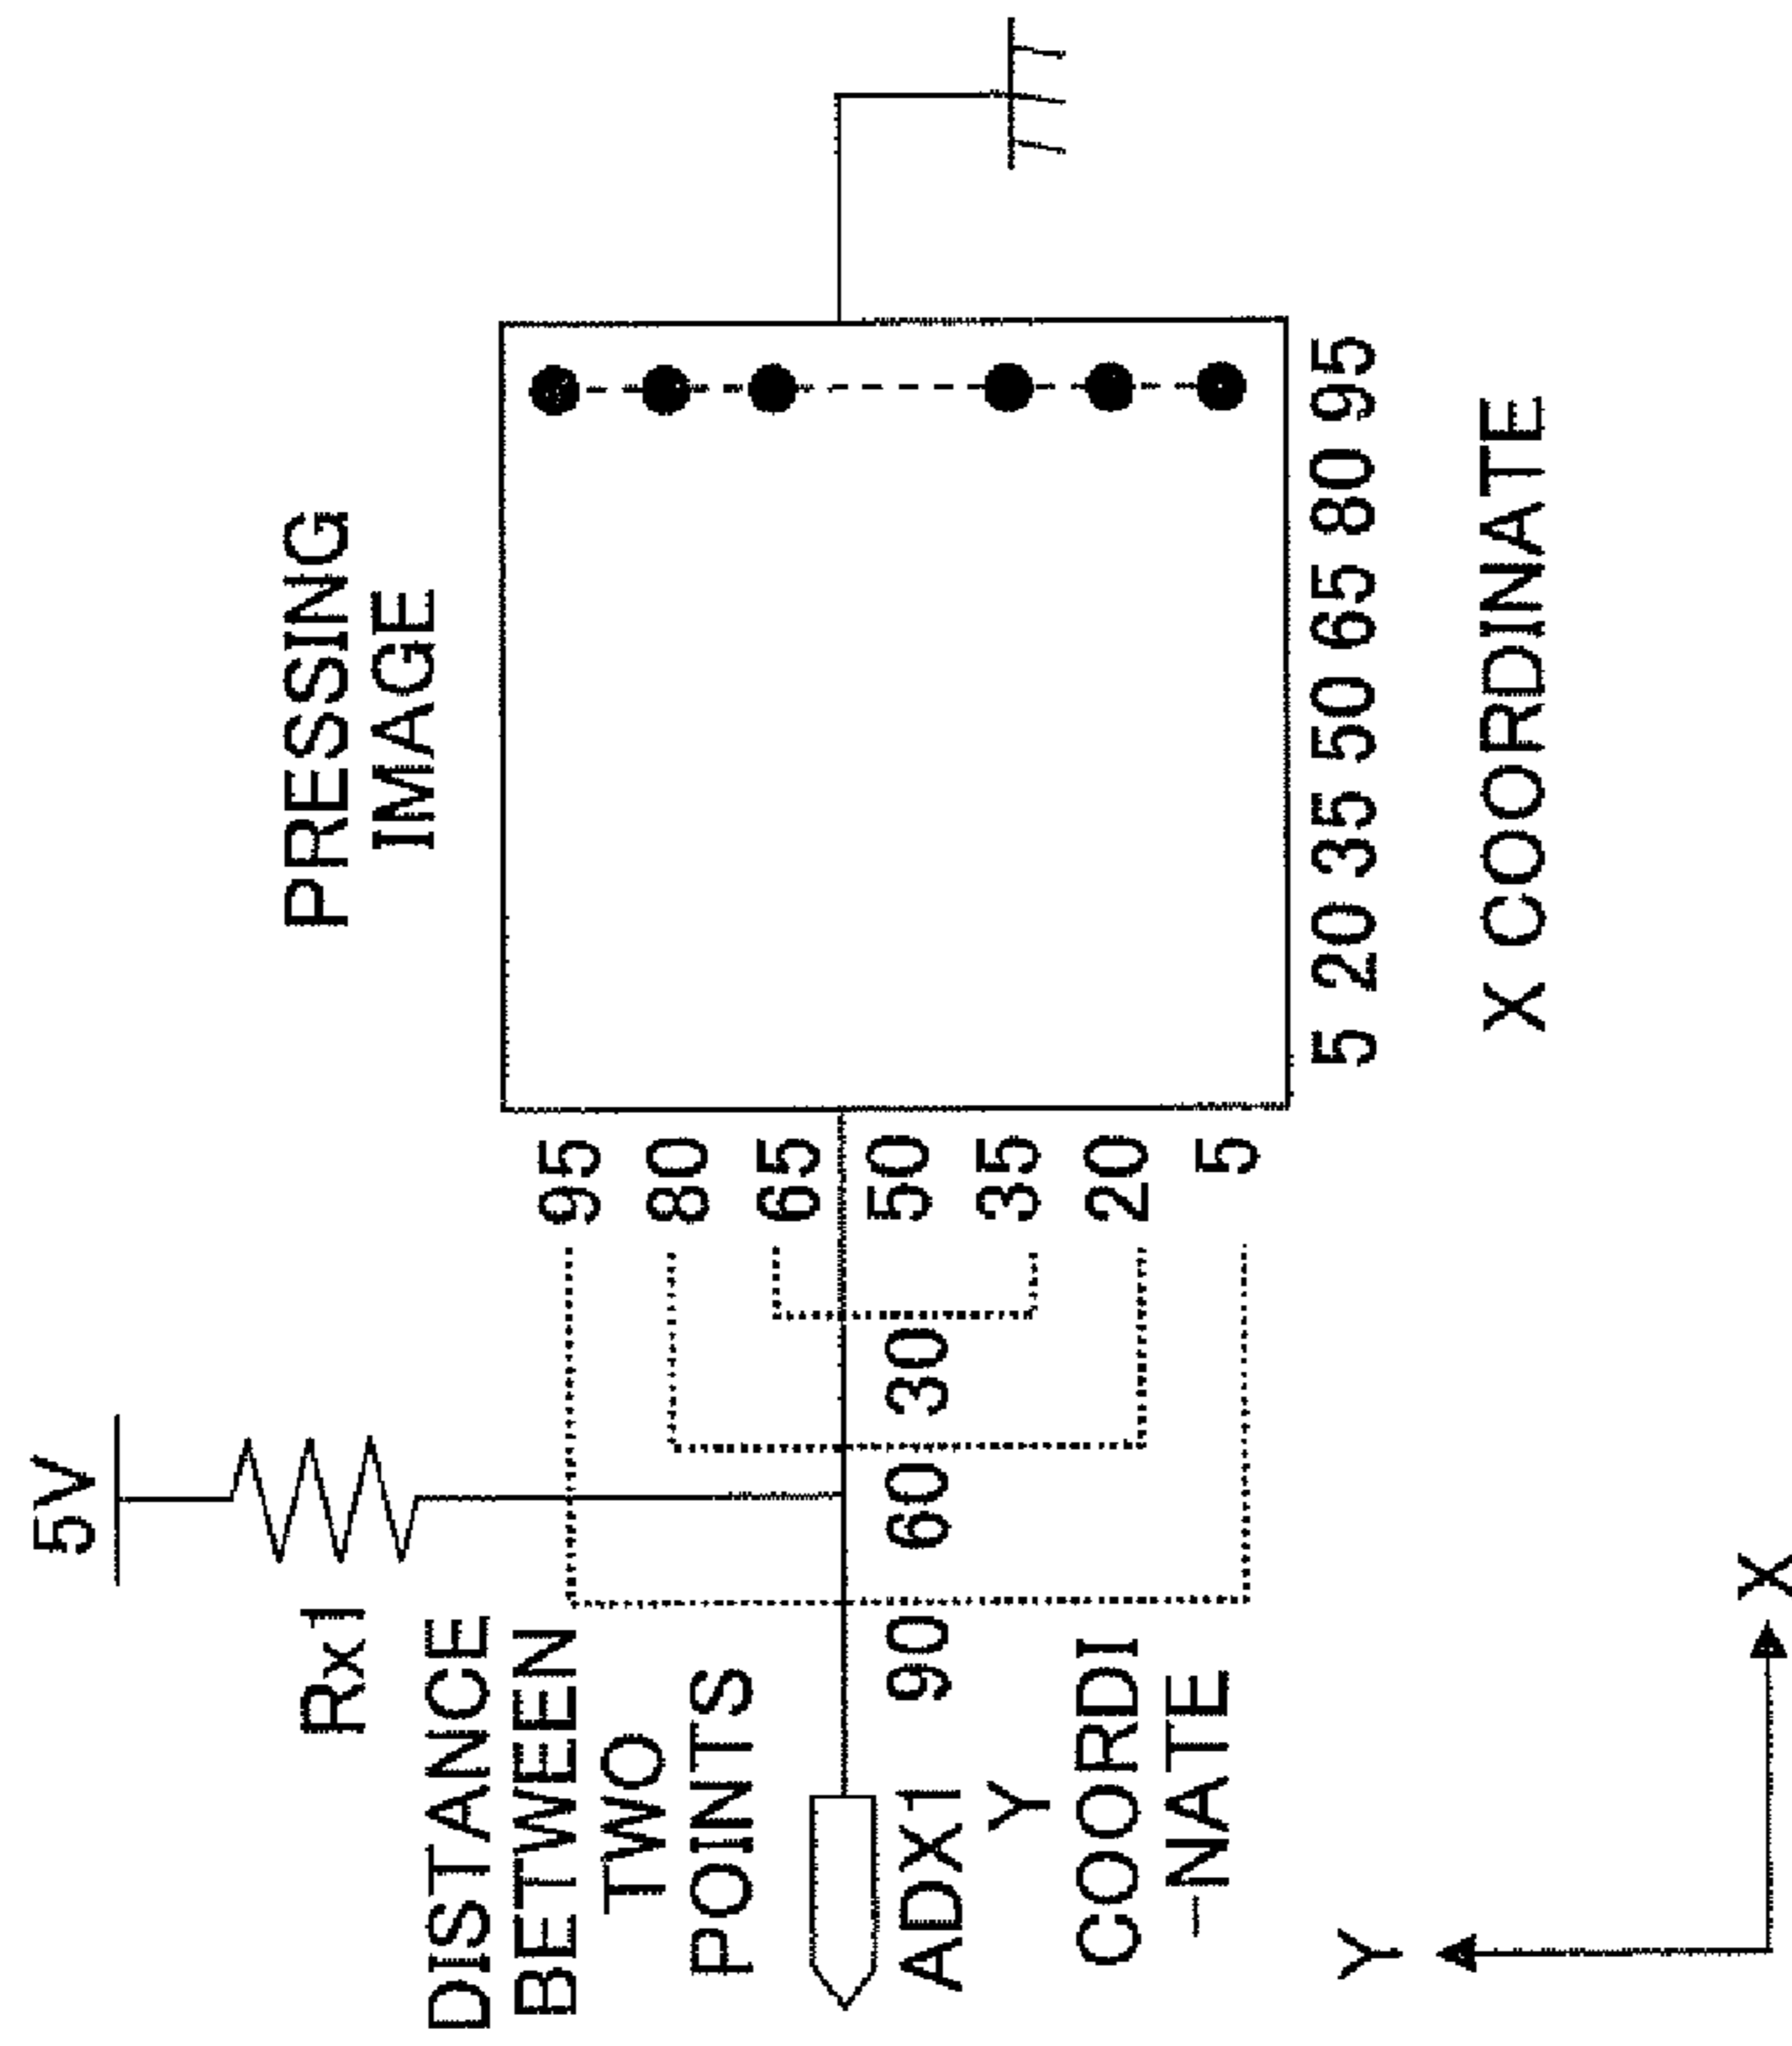 5V
Rx1
PRESSING
IMAGE
DISTANCE
BETWEEN
TWO
POINTS
95
80
65
50
35
20
5
90 60 30
ADX1
Y
COORDI
-NATE
5 20 35 50 65 80 95
X COORDINATE
Y
X